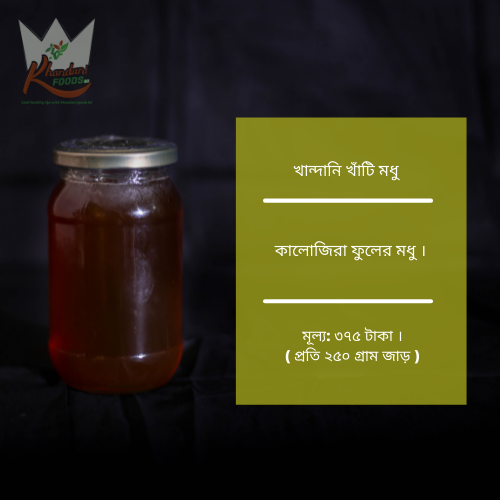 Khandani
FOODS
খান্দানি খাঁটি মধু
কালোজিরা ফুলের মধু ।
মূল্য: ৩৭৫ টাকা ।
( প্রতি ২৫০ গ্রাম জাড় )